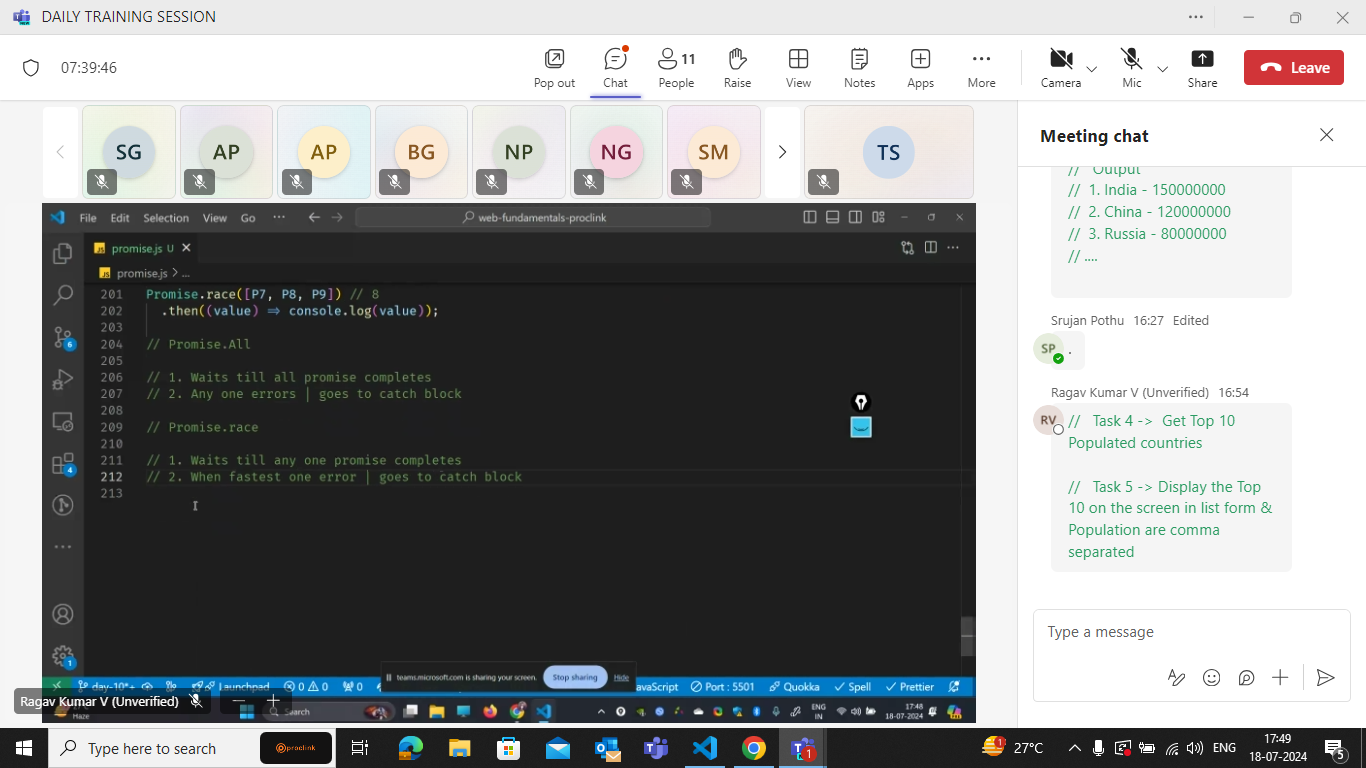 DAILY TRAINING SESSION
07:39:46
Pop out
Chat
People
11
Raise
View
Notes
Apps
More
Camera
Mic
Share
Leave
SG
AP
AP
BG
NP
NG
SM
TS
File Edit Selection View Go
web-fundamentals-proclink
JS promise.js U
JS promise.js > ...
201 Promise.race([P7, P8, P9]) // 8
202 .then((value) ⇒ console.log(value));
203
204 // Promise.All
205
206 // 1. Waits till all promise completes
207 // 2. Any one errors | goes to catch block
208
209 // Promise.race
210
211 // 1. Waits till any one promise completes
212 // 2. When fastest one error | goes to catch block
213
6
4
1
teams.microsoft.com is sharing your screen.
Stop sharing
Hide
day-10*+
Launchpad
0 0
0
JavaScript
Port : 5501
Quokka
Spell
Prettier
Ragav Kumar V (Unverified)
Haze
Search
ENG
IN
17:48
18-07-2024
Meeting chat
// Output
// 1. India - 150000000
// 2. China - 120000000
// 3. Russia - 80000000
// ....
Srujan Pothu 16:27 Edited
SP
.
Ragav Kumar V (Unverified) 16:54
RV
// Task 4 -> Get Top 10
Populated countries
// Task 5 -> Display the Top
10 on the screen in list form &
Population are comma
separated
Type a message
Type here to search
proclink
1
1
27°C
ENG
17:49
18-07-2024
5